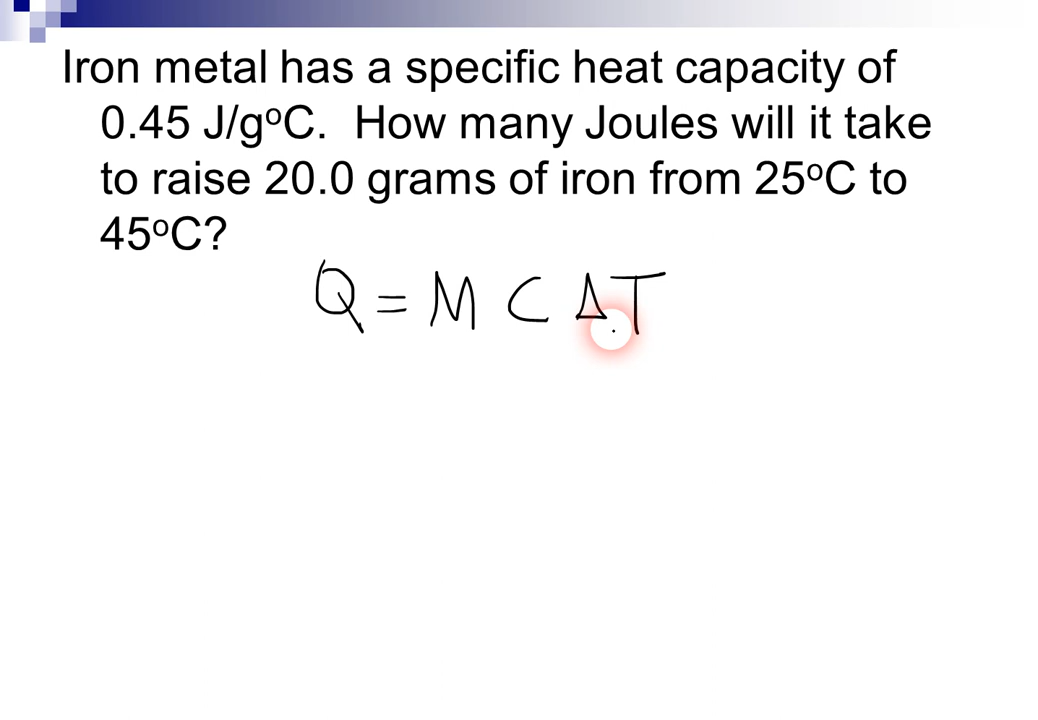 Iron metal has a specific heat capacity of
0.45 J/gᵒC. How many Joules will it take
to raise 20.0 grams of iron from 25ᵒC to
45ᵒC?
Q = M C ΔT